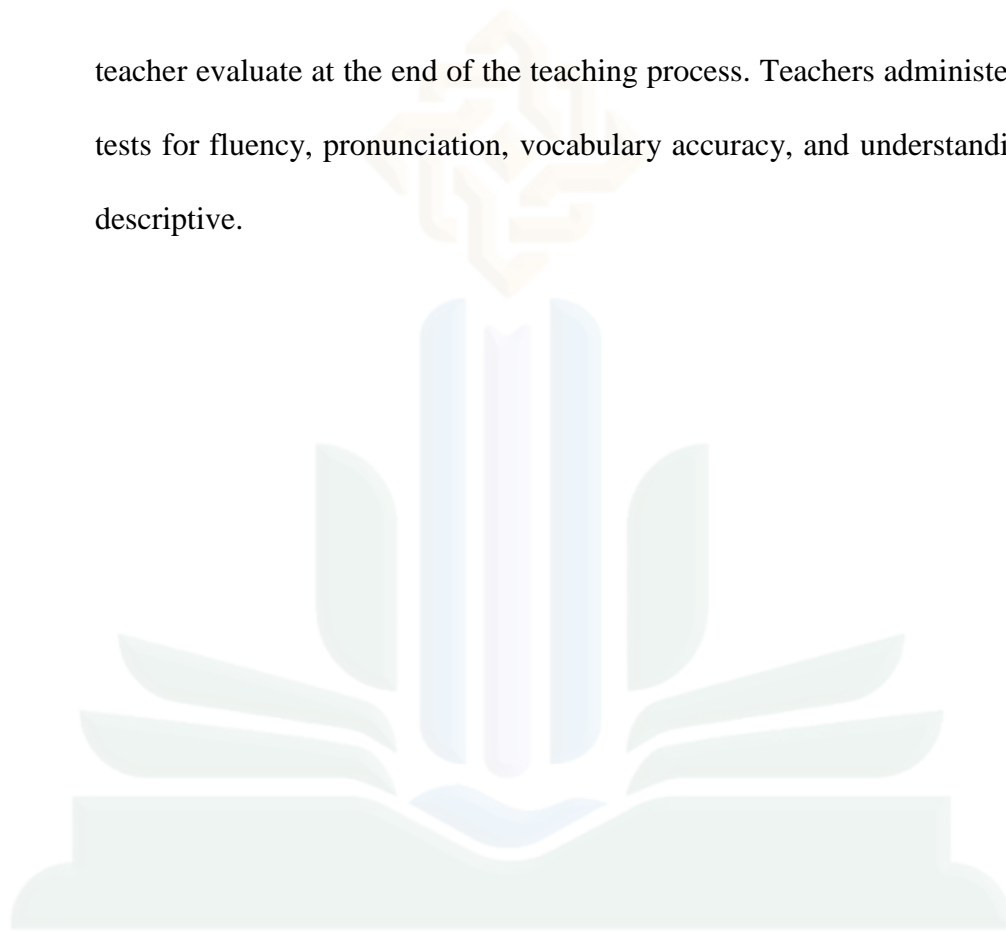 teacher evaluate at the end of the teaching process. Teachers administe
tests for fluency, pronunciation, vocabulary accuracy, and understandi
descriptive.